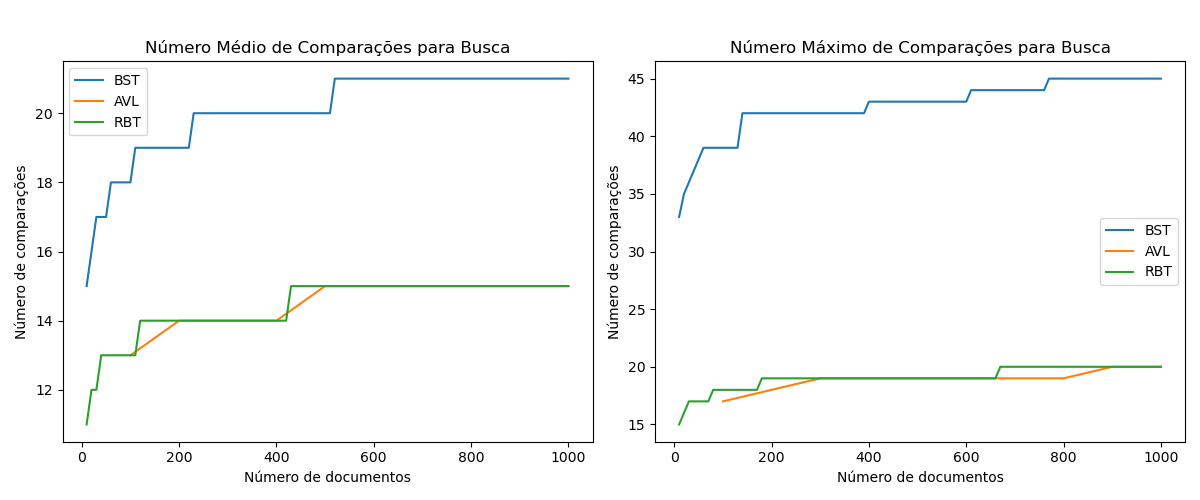 Número Médio de Comparações para Busca
BST
AVL
RBT
20
18
16
14
12
Número de comparações
0
200
400
600
800
1000
Número de documentos
Número Máximo de Comparações para Busca
45
40
35
30
25
20
15
Número de comparações
BST
AVL
RBT
0
200
400
600
800
1000
Número de documentos